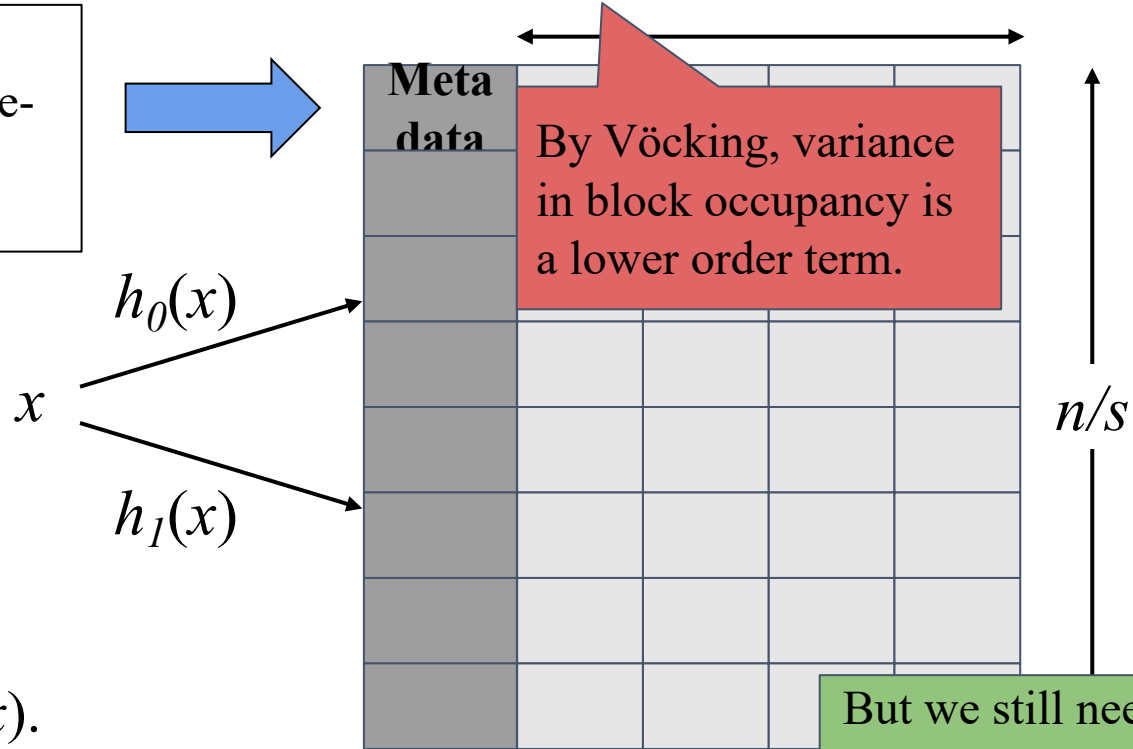 e-
Meta
data
By Vöcking, variance
in block occupancy is
a lower order term.
h₀(x)
x
n/s
h₁(x)
).
But we still nee